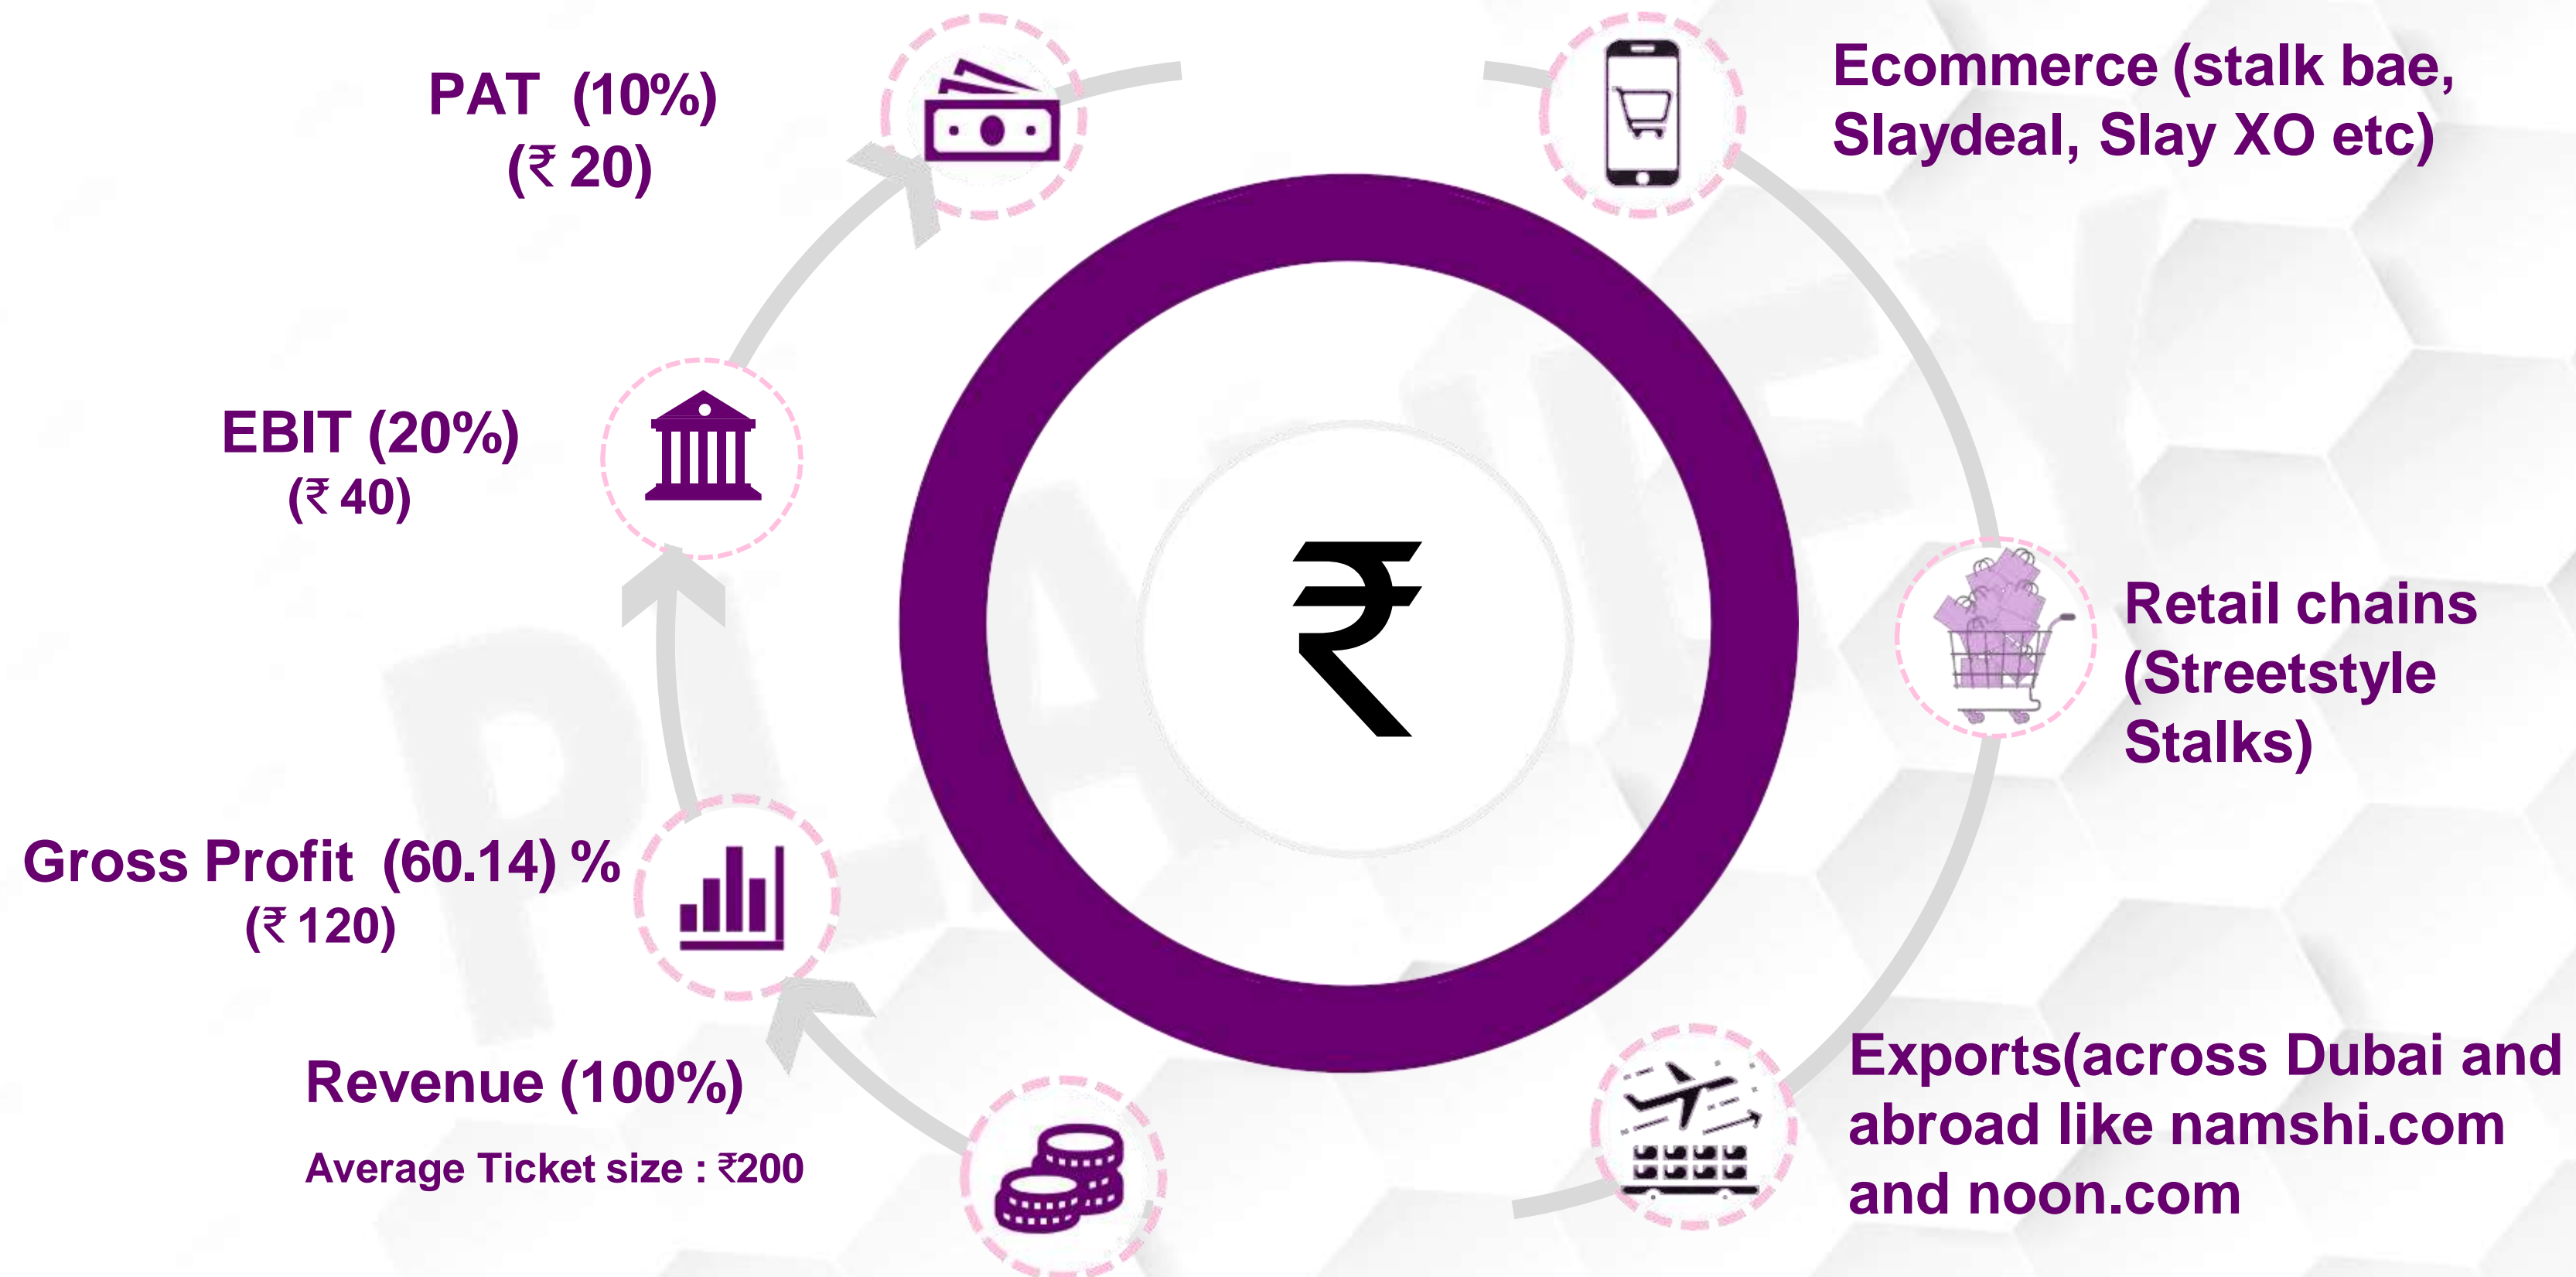 PAT (10%)
(₹ 20)
EBIT (20%)
(₹ 40)
Gross Profit (60.14) %
(₹ 120)
Revenue (100%)
Average Ticket size : ₹200
₹
Ecommerce (stalk bae,
Slaydeal, Slay XO etc)
Retail chains
(Streetstyle
Stalks)
Exports(across Dubai and
abroad like namshi.com
and noon.com